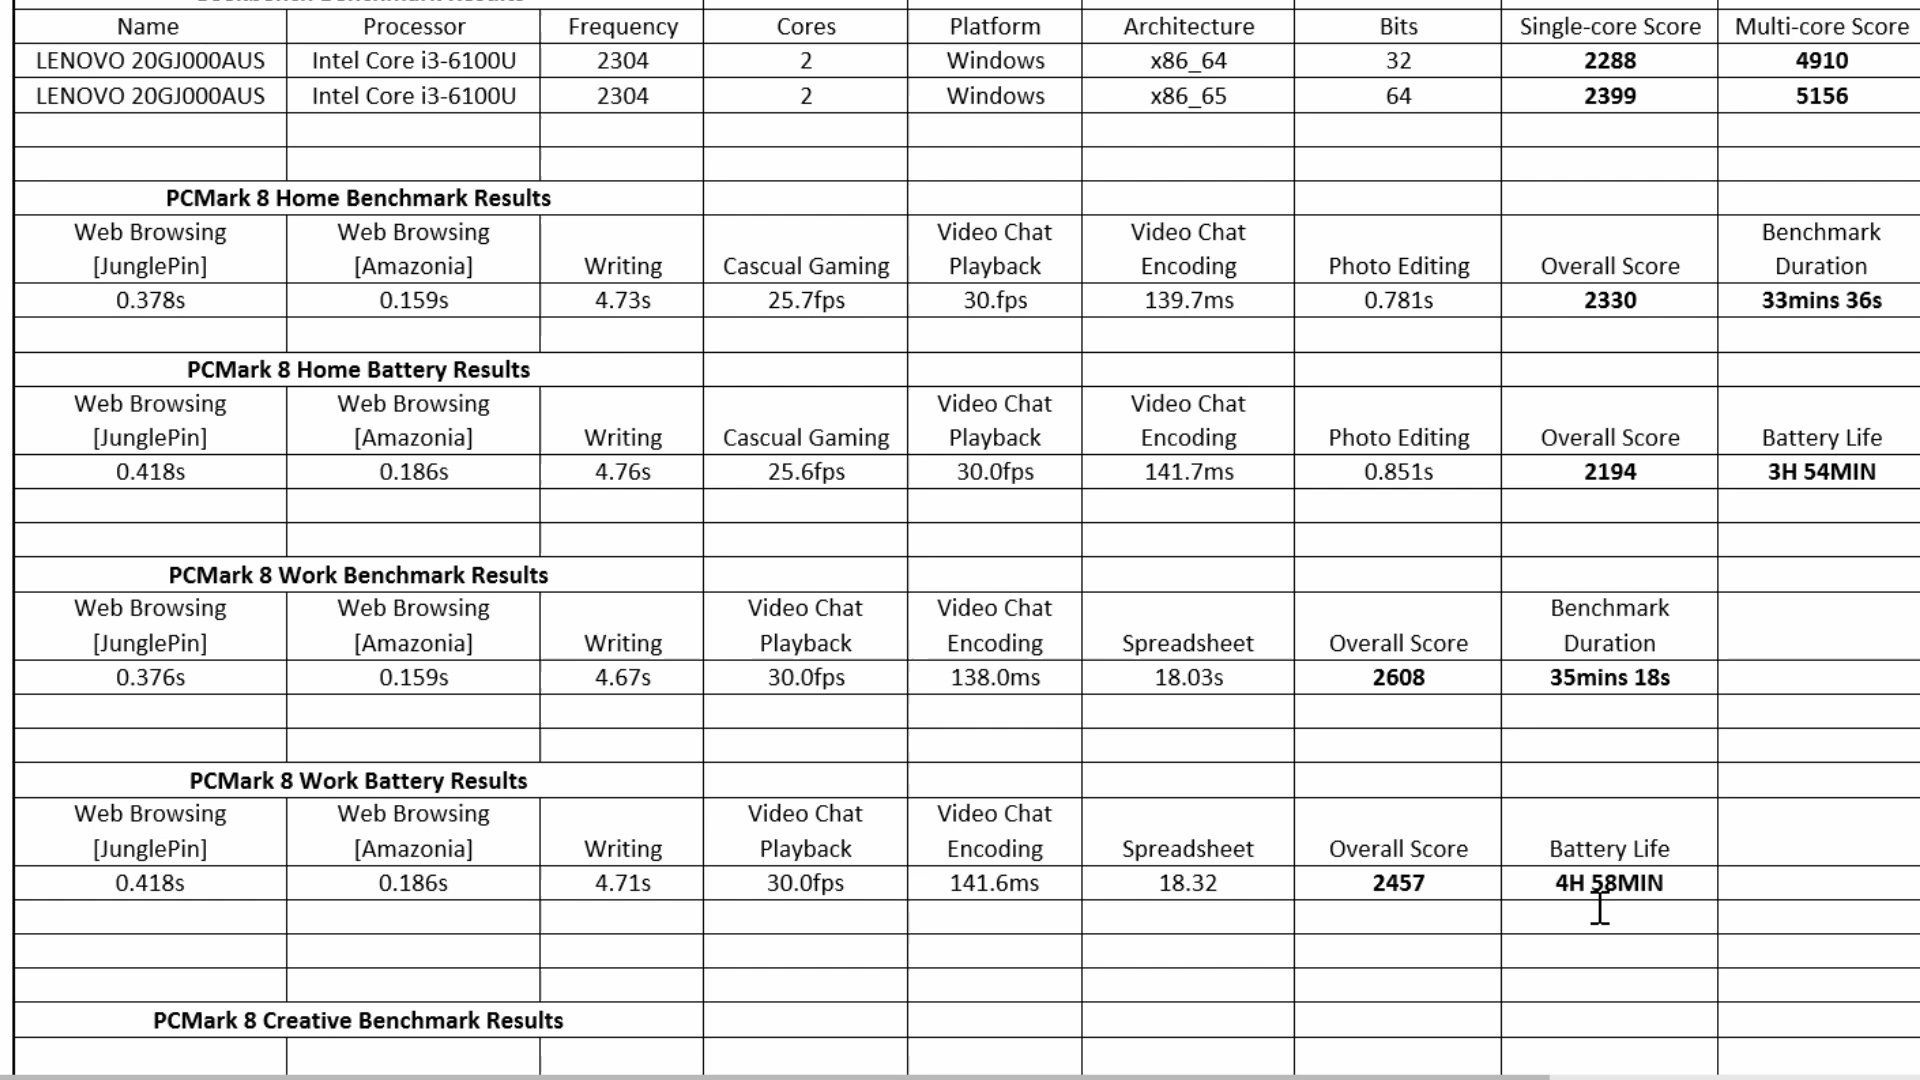 Name Processor Frequency Cores Platform Architecture Bits Single-core Score Multi-core Score
LENOVO 20GJ000AUS Intel Core i3-6100U 2304 2 Windows x86_64 32 2288 4910
LENOVO 20GJ000AUS Intel Core i3-6100U 2304 2 Windows x86_65 64 2399 5156
PCMark 8 Home Benchmark Results
Web Browsing Web Browsing Video Chat Video Chat Benchmark
[JunglePin] [Amazonia] Writing Cascual Gaming Playback Encoding Photo Editing Overall Score Duration
0.378s 0.159s 4.73s 25.7fps 30.fps 139.7ms 0.781s 2330 33mins 36s
PCMark 8 Home Battery Results
Web Browsing Web Browsing Video Chat Video Chat
[JunglePin] [Amazonia] Writing Cascual Gaming Playback Encoding Photo Editing Overall Score Battery Life
0.418s 0.186s 4.76s 25.6fps 30.0fps 141.7ms 0.851s 2194 3H 54MIN
PCMark 8 Work Benchmark Results
Web Browsing Web Browsing Video Chat Video Chat Benchmark
[JunglePin] [Amazonia] Writing Playback Encoding Spreadsheet Overall Score Duration
0.376s 0.159s 4.67s 30.0fps 138.0ms 18.03s 2608 35mins 18s
PCMark 8 Work Battery Results
Web Browsing Web Browsing Video Chat Video Chat
[JunglePin] [Amazonia] Writing Playback Encoding Spreadsheet Overall Score Battery Life
0.418s 0.186s 4.71s 30.0fps 141.6ms 18.32 2457 4H 58MIN
PCMark 8 Creative Benchmark Results